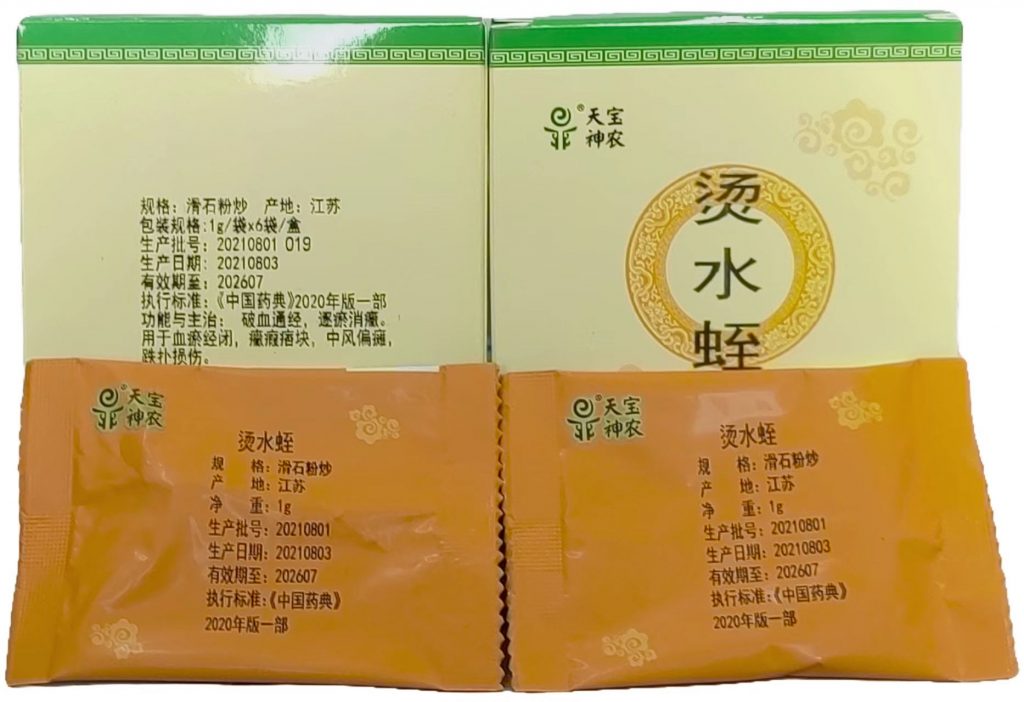 规格：滑石粉炒 产地：江苏
包装规格:1g/袋x6袋/盒
生产批号：20210801 019
生产日期：20210803
有效期至：202607
执行标准：《中国药典》2020年版一部
功能与主治： 破血通经，逐瘀消癥。
用于血瘀经闭，癥瘕痞块，中风偏瘫，
跌扑损伤。
®天宝
神农
烫
水
蛭
®天宝
神农
烫水蛭
规 格：滑石粉炒
产 地：江苏
净 重：1g
生产批号：20210801
生产日期：20210803
有效期至：202607
执行标准：《中国药典》
2020年版一部
®天宝
神农
烫水蛭
规 格：滑石粉炒
产 地：江苏
净 重：1g
生产批号：20210801
生产日期：20210803
有效期至：202607
执行标准：《中国药典》
2020年版一部